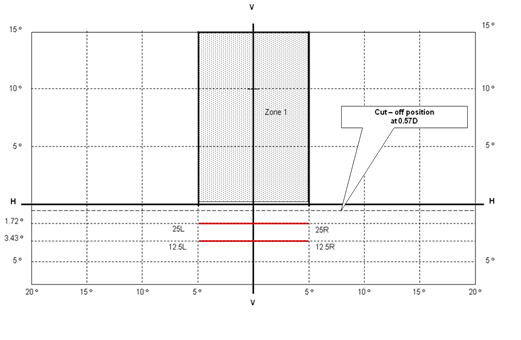 V
15° 15°
10° 10°
Zone 1
Cut – off position
at 0.57D
5° 5°
H H
1.72°
25L 25R
3.43°
12.5L 12.5R
5° 5°
20° 15° 10° 5° 5° 10° 15° 20°
V